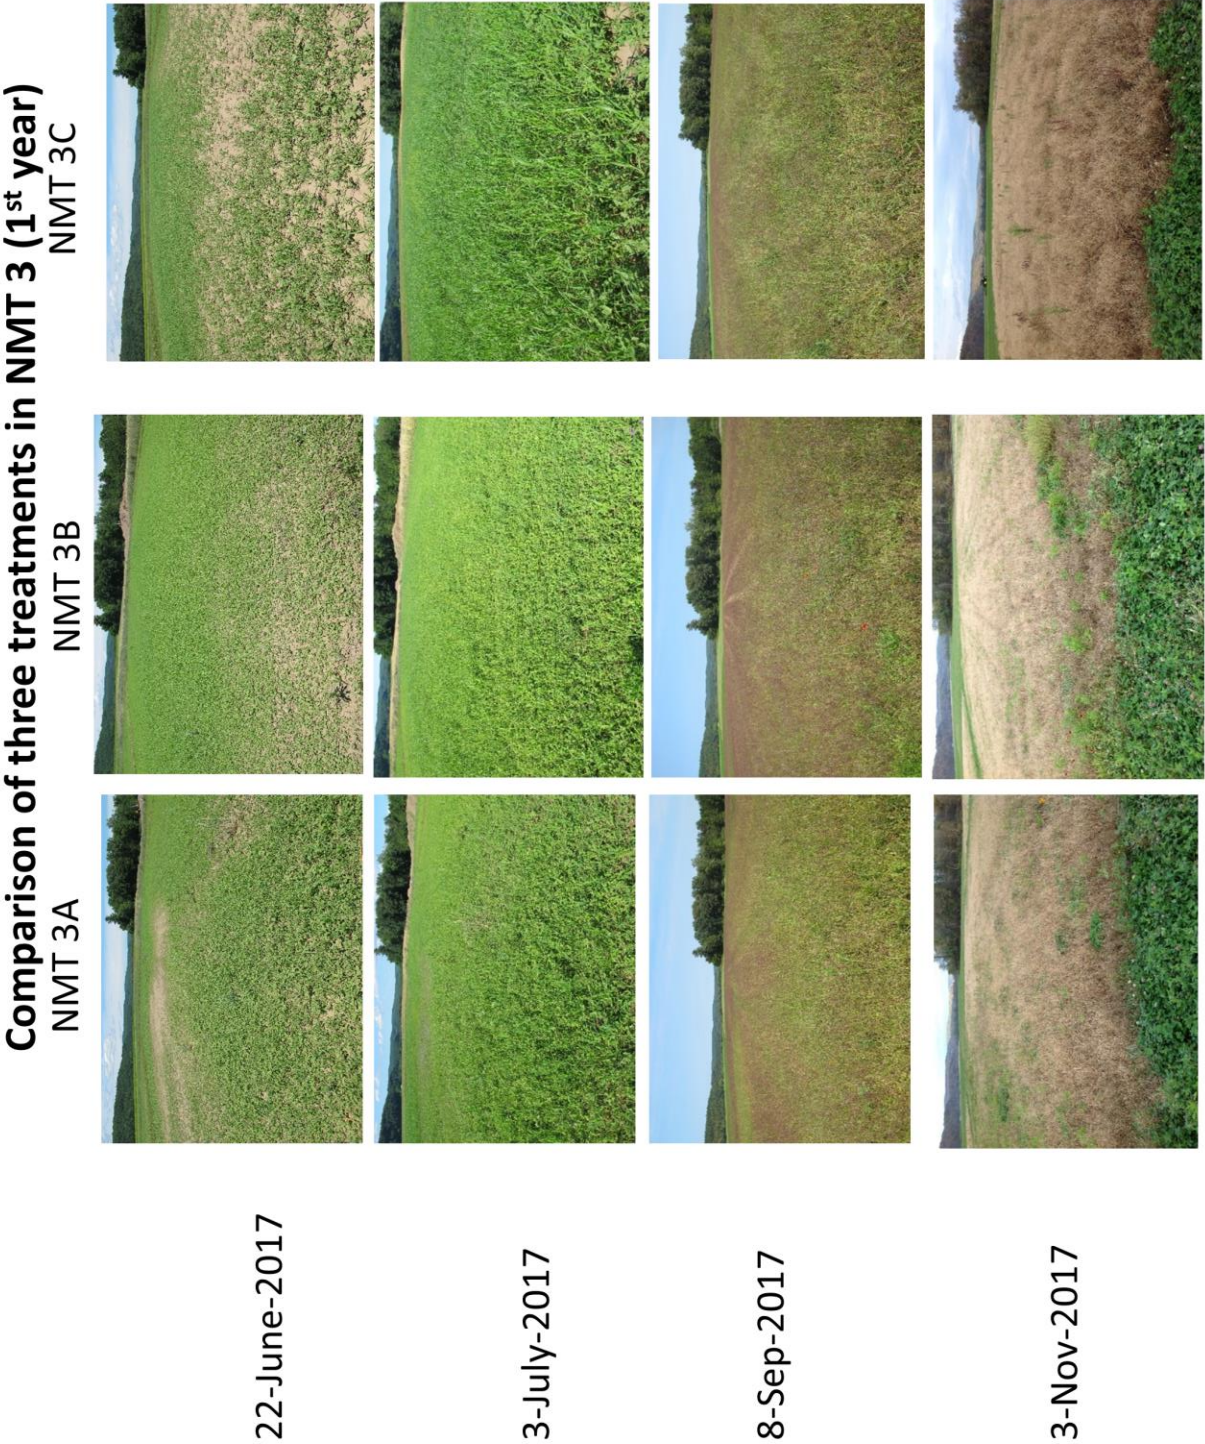 Comparison of three treatments in NMT 3 (1st year)
NMT 3A
NMT 3B
NMT 3C
22-June-2017
3-July-2017
8-Sep-2017
3-Nov-2017